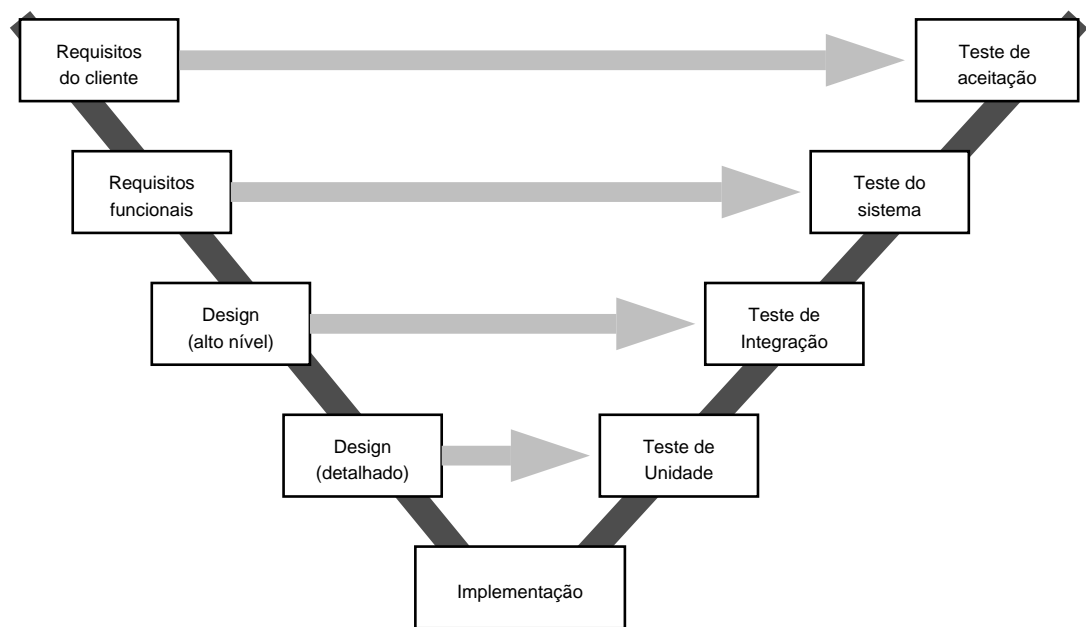 Requisitos
do cliente
Teste de
aceitação
Requisitos
funcionais
Teste do
sistema
Design
(alto nível)
Teste de
Integração
Design
(detalhado)
Teste de
Unidade
Implementação